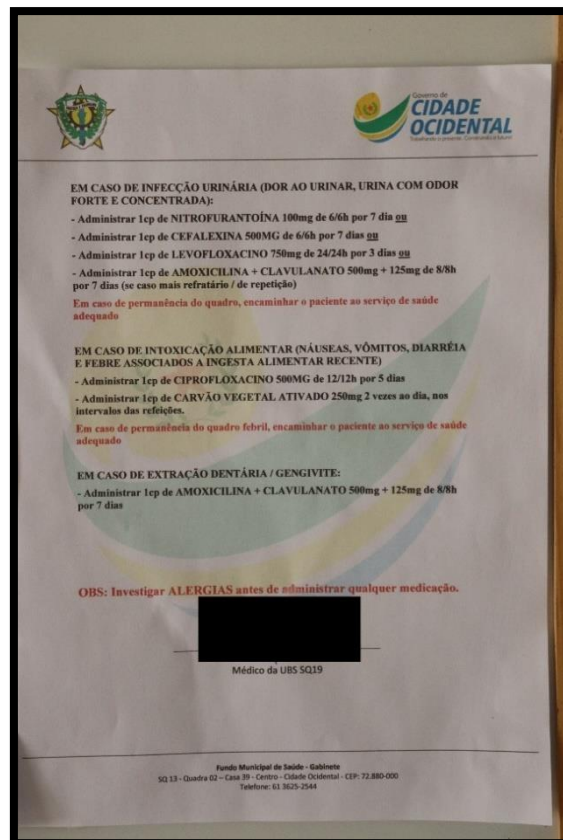 Governo de
CIDADE
OCIDENTAL
Trabalhando o presente, Construindo o futuro
EM CASO DE INFECÇÃO URINÁRIA (DOR AO URINAR, URINA COM ODOR
FORTE E CONCENTRADA):
- Administrar 1cp de NITROFURANTOÍNA 100mg de 6/6h por 7 dia ou
- Administrar 1cp de CEFALEXINA 500MG de 6/6h por 7 dias ou
- Administrar 1cp de LEVOFLOXACINO 750mg de 24/24h por 3 dias ou
- Administrar 1cp de AMOXICILINA + CLAVULANATO 500mg + 125mg de 8/8h
por 7 dias (se caso mais refratário / de repetição)
Em caso de permanência do quadro, encaminhar o paciente ao serviço de saúde
adequado
EM CASO DE INTOXICAÇÃO ALIMENTAR (NÁUSEAS, VÔMITOS, DIARRÉIA
E FEBRE ASSOCIADOS A INGESTA ALIMENTAR RECENTE)
- Administrar 1cp de CIPROFLOXACINO 500MG de 12/12h por 5 dias
- Administrar 1cp de CARVÃO VEGETAL ATIVADO 250mg 2 vezes ao dia, nos
intervalos das refeições.
Em caso de permanência do quadro febril, encaminhar o paciente ao serviço de saúde
adequado
EM CASO DE EXTRAÇÃO DENTÁRIA / GENGIVITE:
- Administrar 1cp de AMOXICILINA + CLAVULANATO 500mg + 125mg de 8/8h
por 7 dias
OBS: Investigar ALERGIAS antes de administrar qualquer medicação.
Médico da UBS SQ19
Fundo Municipal de Saúde - Gabinete
SQ 13 - Quadra 02 – Casa 39 - Centro - Cidade Ocidental - CEP: 72.880-000
Telefone: 61 3625-2544